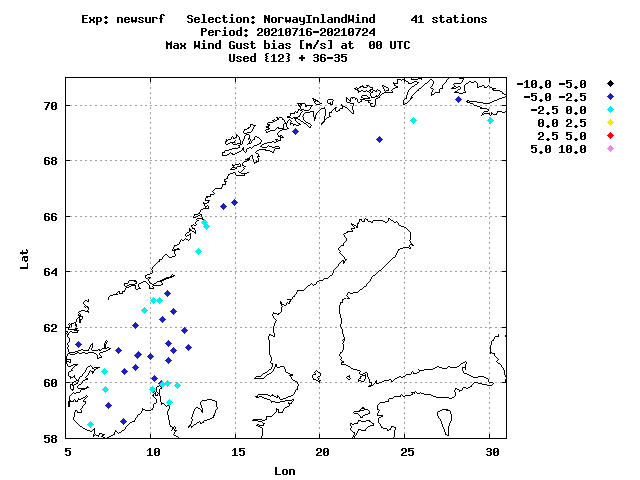 Exp: newsurf Selection: NorwayInlandWind 41 stations
Period: 20210716-20210724
Max Wind Gust bias [m/s] at 00 UTC
Used {12} + 36-35
-10.0 -5.0
-5.0 -2.5
-2.5 0.0
0.0 2.5
2.5 5.0
5.0 10.0
70
68
66
64
62
60
58
Lat
5 10 15 20 25 30
Lon